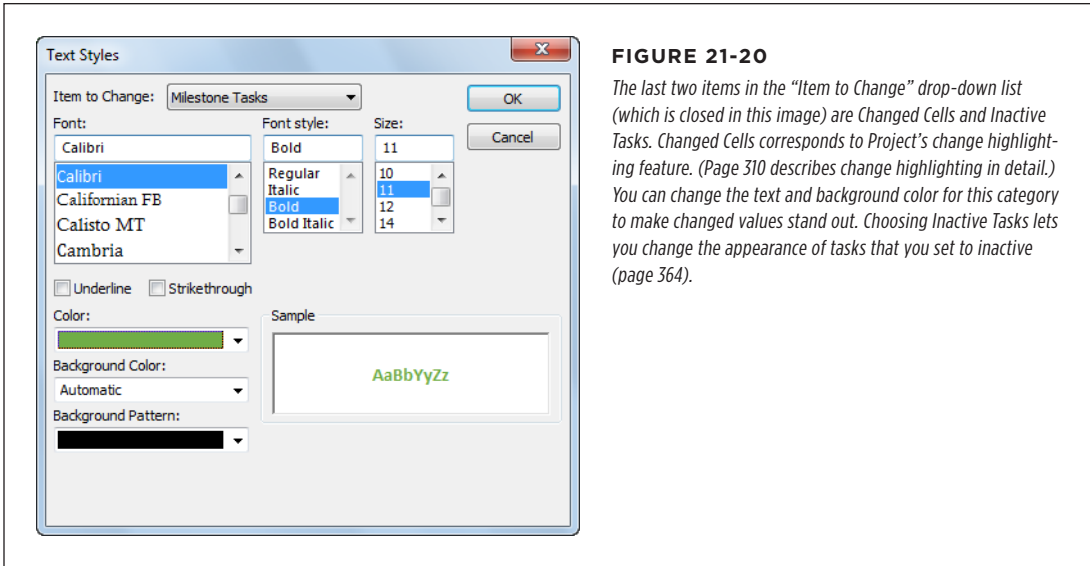 Text Styles
X
Item to Change: Milestone Tasks
OK
Font:
Font style:
Size:
Cancel
Calibri
Bold
11
Calibri
Californian FB
Calisto MT
Cambria
Regular
Italic
Bold
Bold Italic
10
11
12
14
Underline
Strikethrough
Color:
Sample
AaBbYyZz
Background Color:
Automatic
Background Pattern:
FIGURE 21-20
The last two items in the “Item to Change” drop-down list
(which is closed in this image) are Changed Cells and Inactive
Tasks. Changed Cells corresponds to Project’s change highlight-
ing feature. (Page 310 describes change highlighting in detail.)
You can change the text and background color for this category
to make changed values stand out. Choosing Inactive Tasks lets
you change the appearance of tasks that you set to inactive
(page 364).